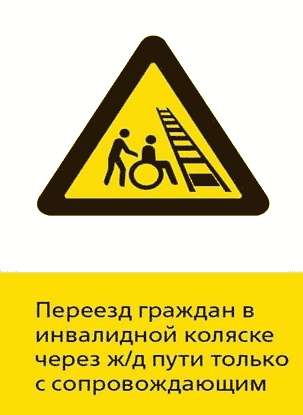 Переезд граждан в
инвалидной коляске
через ж/д пути только
с сопровождающим